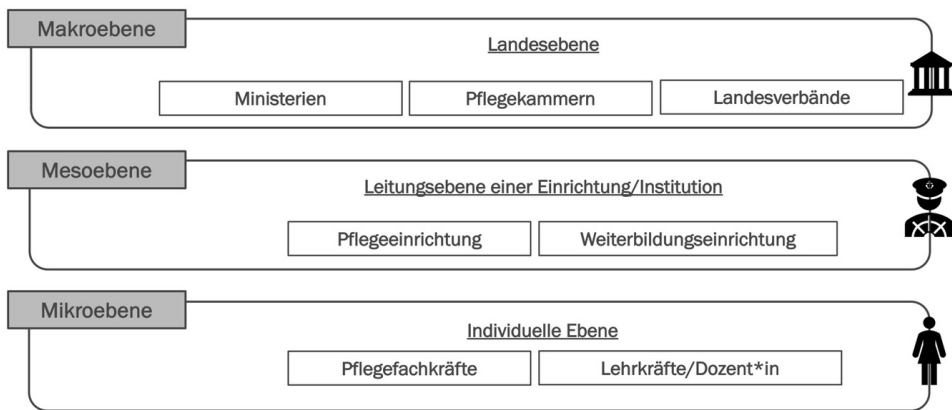 Makroebene
Landesebene
Ministerien
Pflegekammern
Landesverbände
Mesoebene
Leitungsebene einer Einrichtung/Institution
Pflegeeinrichtung
Weiterbildungseinrichtung
Mikroebene
Individuelle Ebene
Pflegefachkräfte
Lehrkräfte/Dozent*in